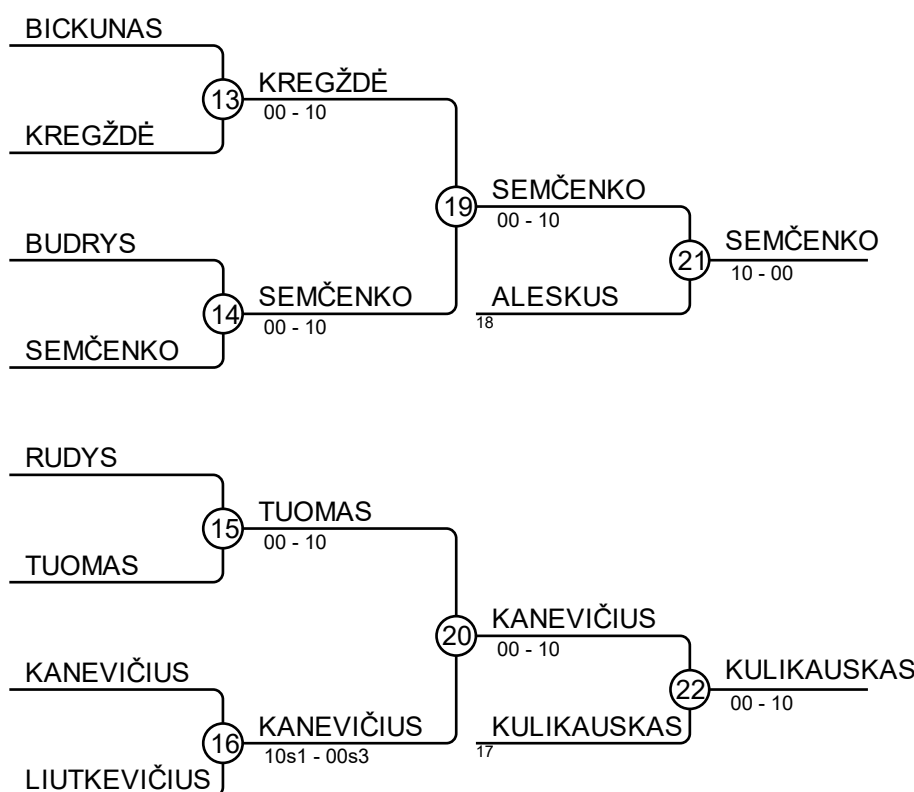 BICKUNAS
13
KREGŽDĖ
00 - 10
KREGŽDĖ
19
SEMČENKO
00 - 10
BUDRYS
14
SEMČENKO
00 - 10
SEMČENKO
21
SEMČENKO
10 - 00
ALESKUS
18
RUDYS
15
TUOMAS
00 - 10
TUOMAS
20
KANEVIČIUS
00 - 10
KANEVIČIUS
16
KANEVIČIUS
10s1 - 00s3
LIUTKEVIČIUS
22
KULIKAUSKAS
00 - 10
KULIKAUSKAS
17